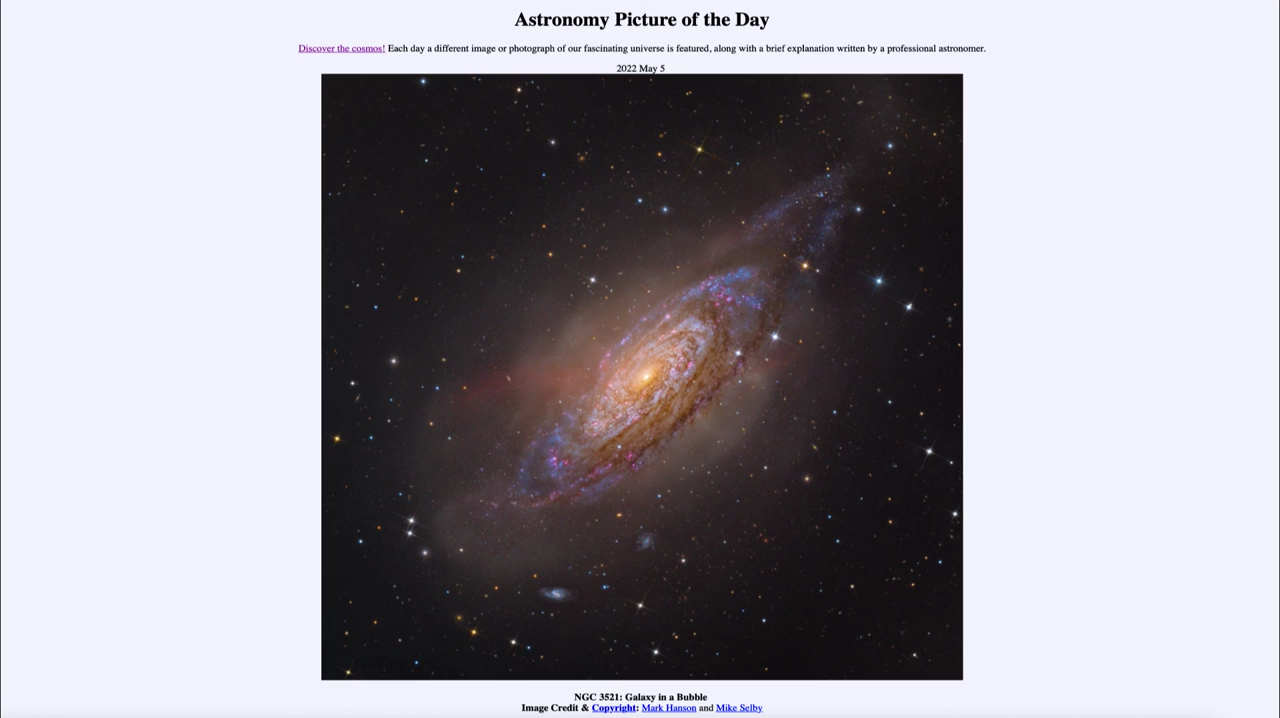 Astronomy Picture of the Day
Discover the cosmos! Each day a different image or photograph of our fascinating universe is featured, along with a brief explanation written by a professional astronomer.
2022 May 5
NGC 3521: Galaxy in a Bubble
Image Credit & Copyright: Mark Hanson and Mike Selby